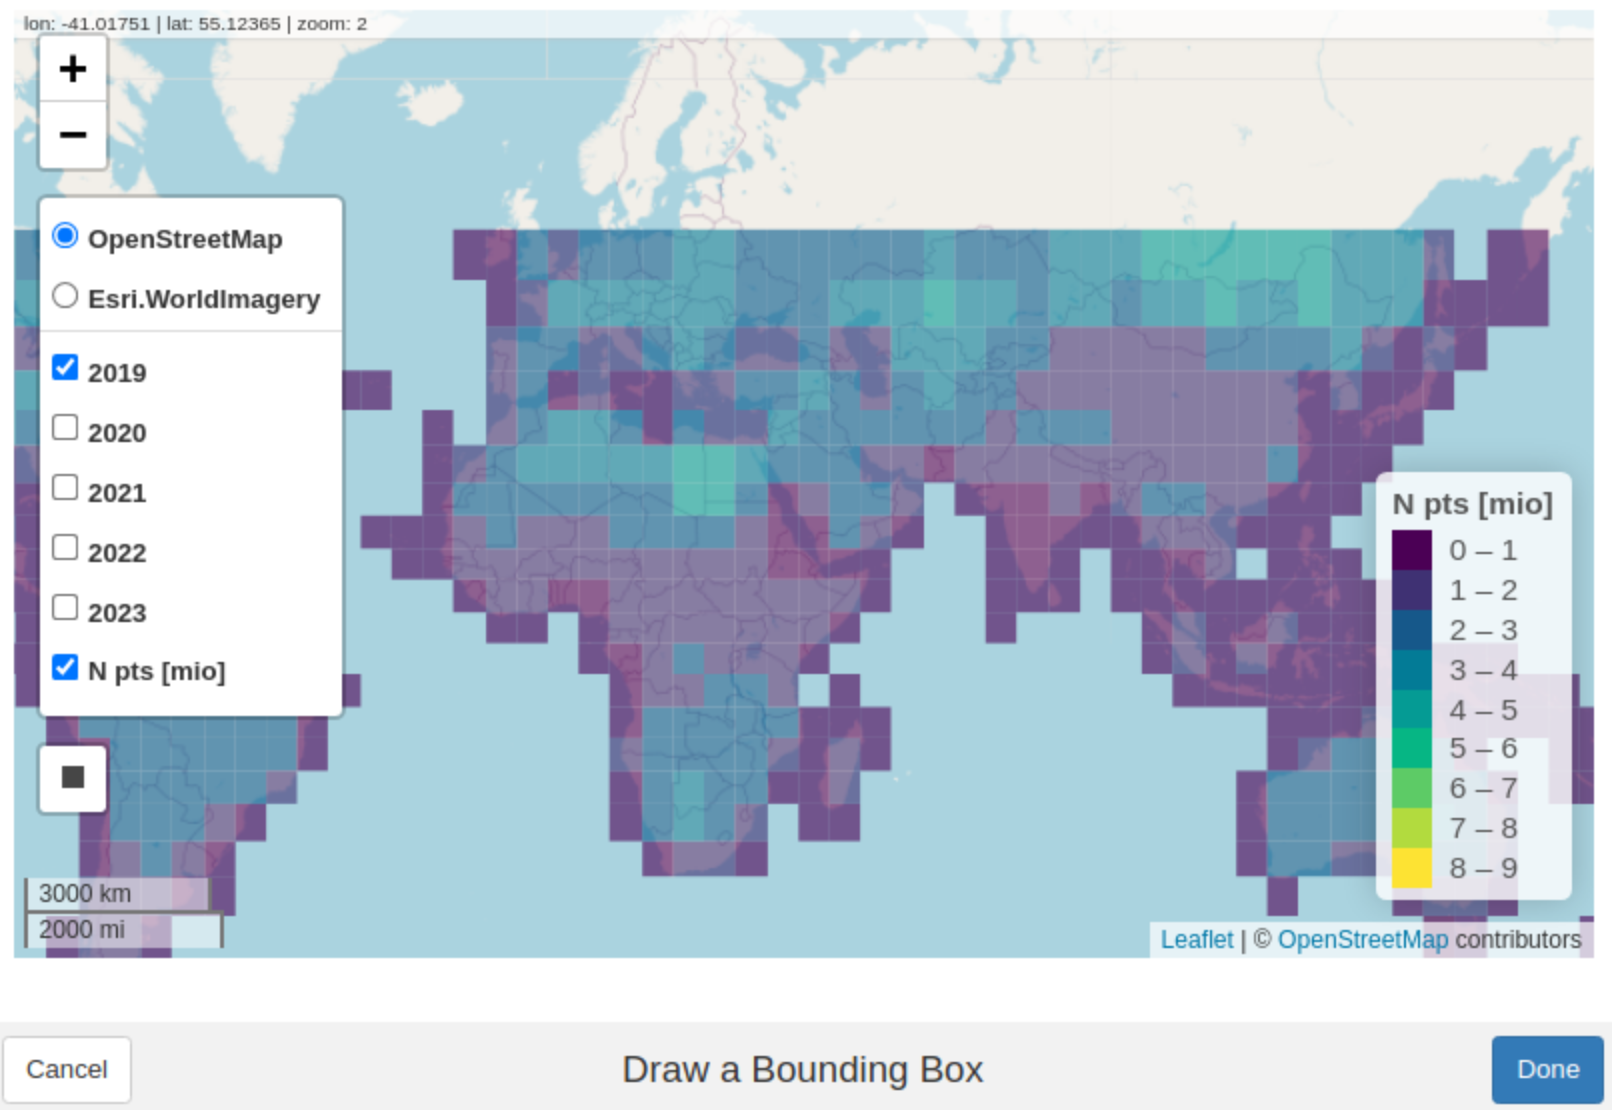 lon: -41.01751 | lat: 55.12365 | zoom: 2
+
−
OpenStreetMap
Esri.WorldImagery
2019
2020
2021
2022
2023
N pts [mio]
N pts [mio]
0 – 1
1 – 2
2 – 3
3 – 4
4 – 5
5 – 6
6 – 7
7 – 8
8 – 9
3000 km
2000 mi
Leaflet | © OpenStreetMap contributors
Cancel
Draw a Bounding Box
Done